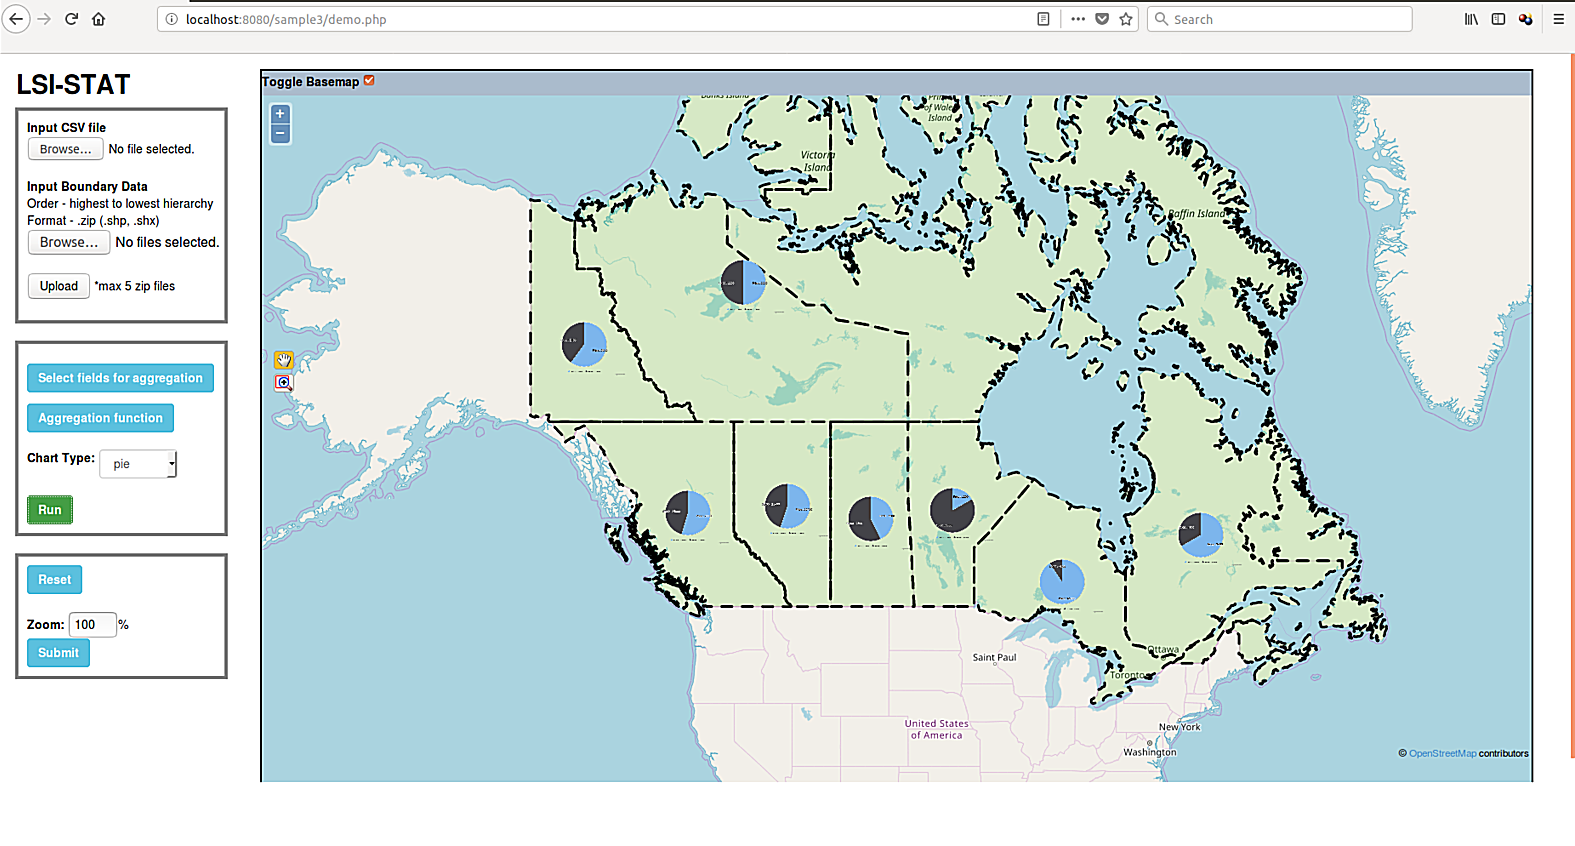 localhost:8080/sample3/demo.php
Search
LSI-STAT
Input CSV file
Browse... No file selected.
Input Boundary Data
Order - highest to lowest hierarchy
Format - .zip (.shp, .shx)
Browse... No files selected.
Upload *max 5 zip files
Select fields for aggregation
Aggregation function
Chart Type: pie
Run
Reset
Zoom: 100 %
Submit
Toggle Basemap
+
−
Banks Island
of Wales
Island
Victoria
Island
Baffin Island
Ottawa
Toronto
Saint Paul
United States
of America
New York
Washington
© OpenStreetMap contributors